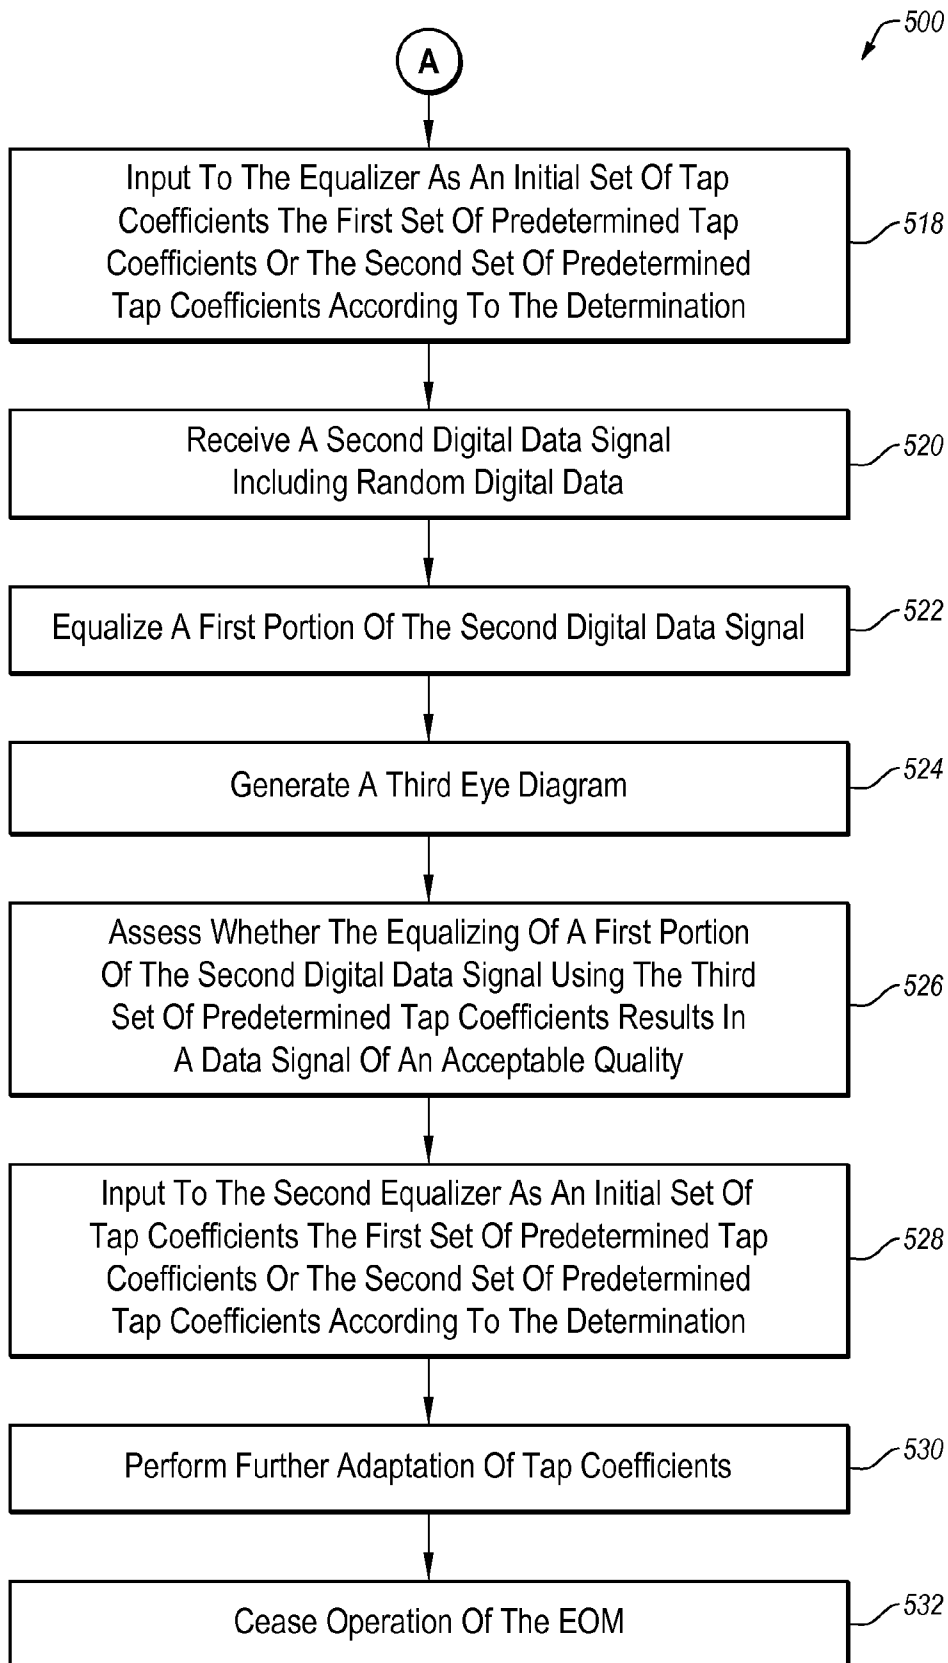 500
A
Input To The Equalizer As An Initial Set Of Tap
Coefficients The First Set Of Predetermined Tap
Coefficients Or The Second Set Of Predetermined
Tap Coefficients According To The Determination
518
Receive A Second Digital Data Signal
Including Random Digital Data
520
Equalize A First Portion Of The Second Digital Data Signal
522
Generate A Third Eye Diagram
524
Assess Whether The Equalizing Of A First Portion
Of The Second Digital Data Signal Using The Third
Set Of Predetermined Tap Coefficients Results In
A Data Signal Of An Acceptable Quality
526
Input To The Second Equalizer As An Initial Set Of
Tap Coefficients The First Set Of Predetermined Tap
Coefficients Or The Second Set Of Predetermined
Tap Coefficients According To The Determination
528
Perform Further Adaptation Of Tap Coefficients
530
Cease Operation Of The EOM
532